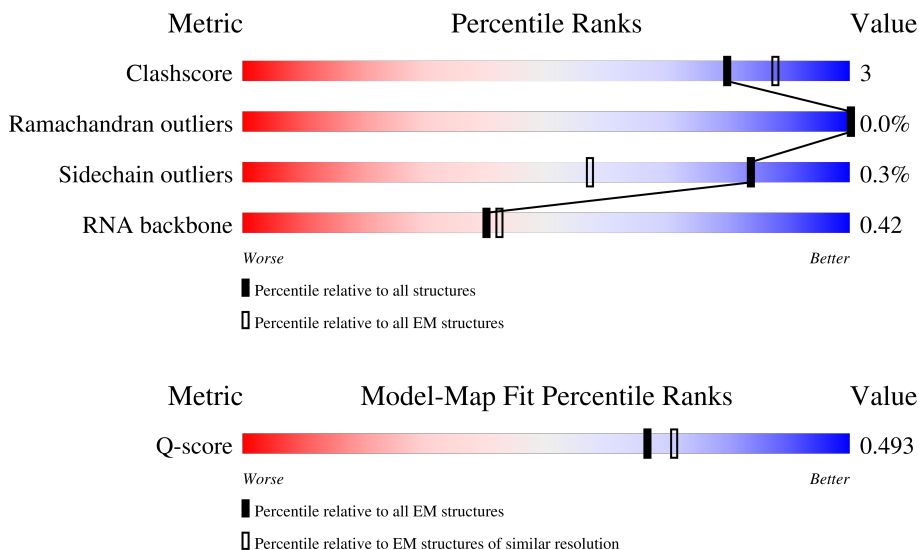 Metric Percentile Ranks Value
Clashscore 3
Ramachandran outliers 0.0%
Sidechain outliers 0.3%
RNA backbone 0.42
Worse Better
Percentile relative to all structures
Percentile relative to all EM structures
Metric Model-Map Fit Percentile Ranks Value
Q-score 0.493
Worse Better
Percentile relative to all EM structures
Percentile relative to EM structures of similar resolution